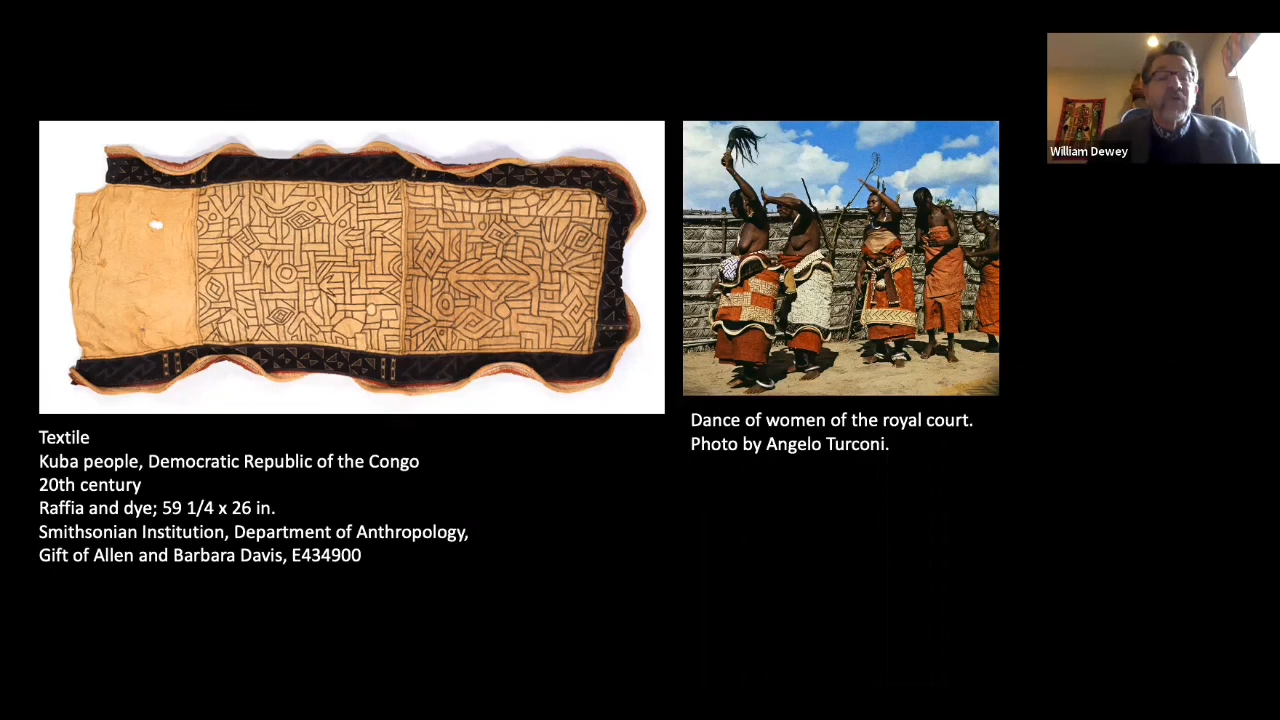 Textile
Kuba people, Democratic Republic of the Congo
20th century
Raffia and dye; 59 1/4 x 26 in.
Smithsonian Institution, Department of Anthropology,
Gift of Allen and Barbara Davis, E434900
Dance of women of the royal court.
Photo by Angelo Turconi.
William Dewey